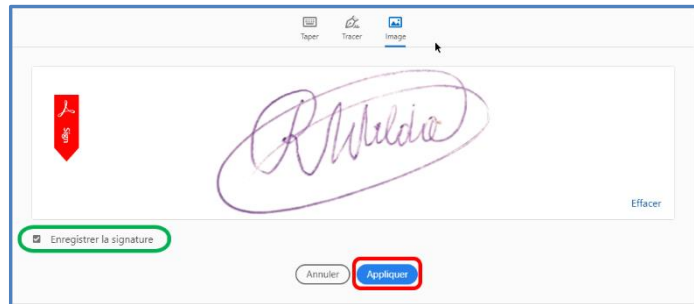 Taper Tracer Image
Sign
Effacer
Enregistrer la signature
Annuler Appliquer